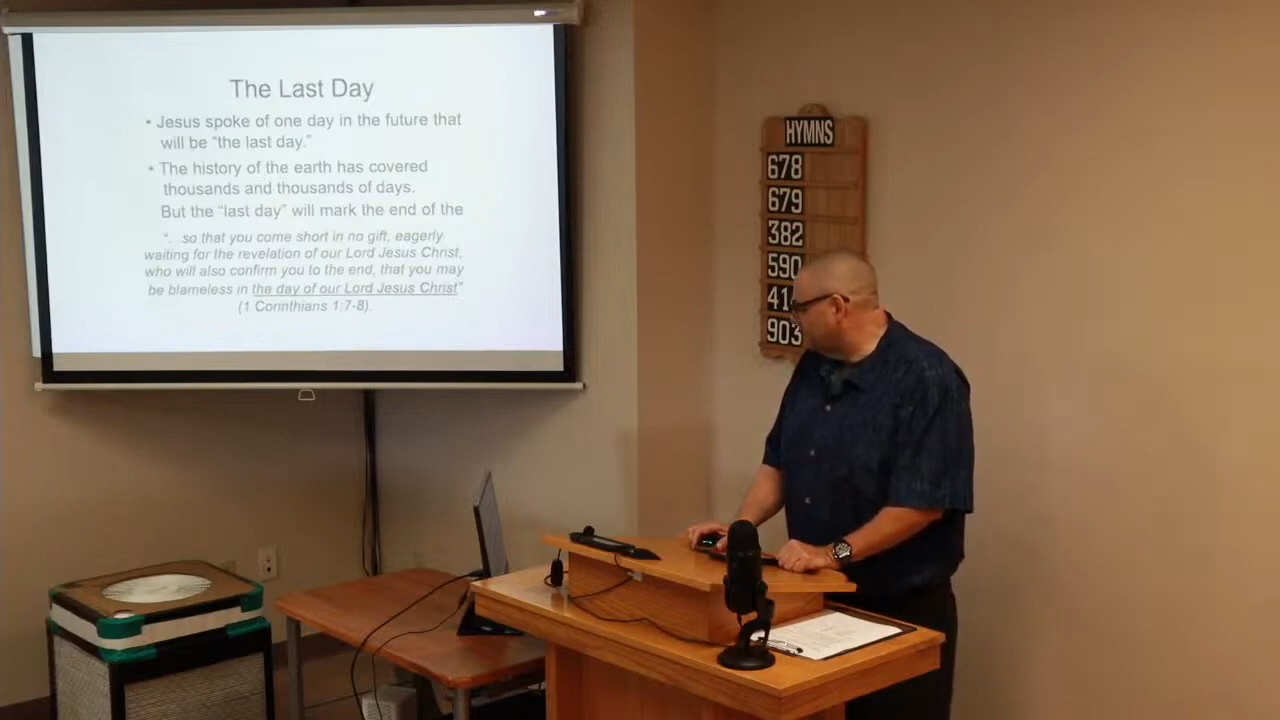 The Last Day
• Jesus spoke of one day in the future that
will be "the last day."
• The history of the earth has covered
thousands and thousands of days.
But the "last day" will mark the end of the
". so that you come short in no gift, eagerly
waiting for the revelation of our Lord Jesus Christ,
who will also confirm you to the end, that you may
be blameless in the day of our Lord Jesus Christ"
(1 Corinthians 1:7-8).
HYMNS
678
679
382
590
41
903